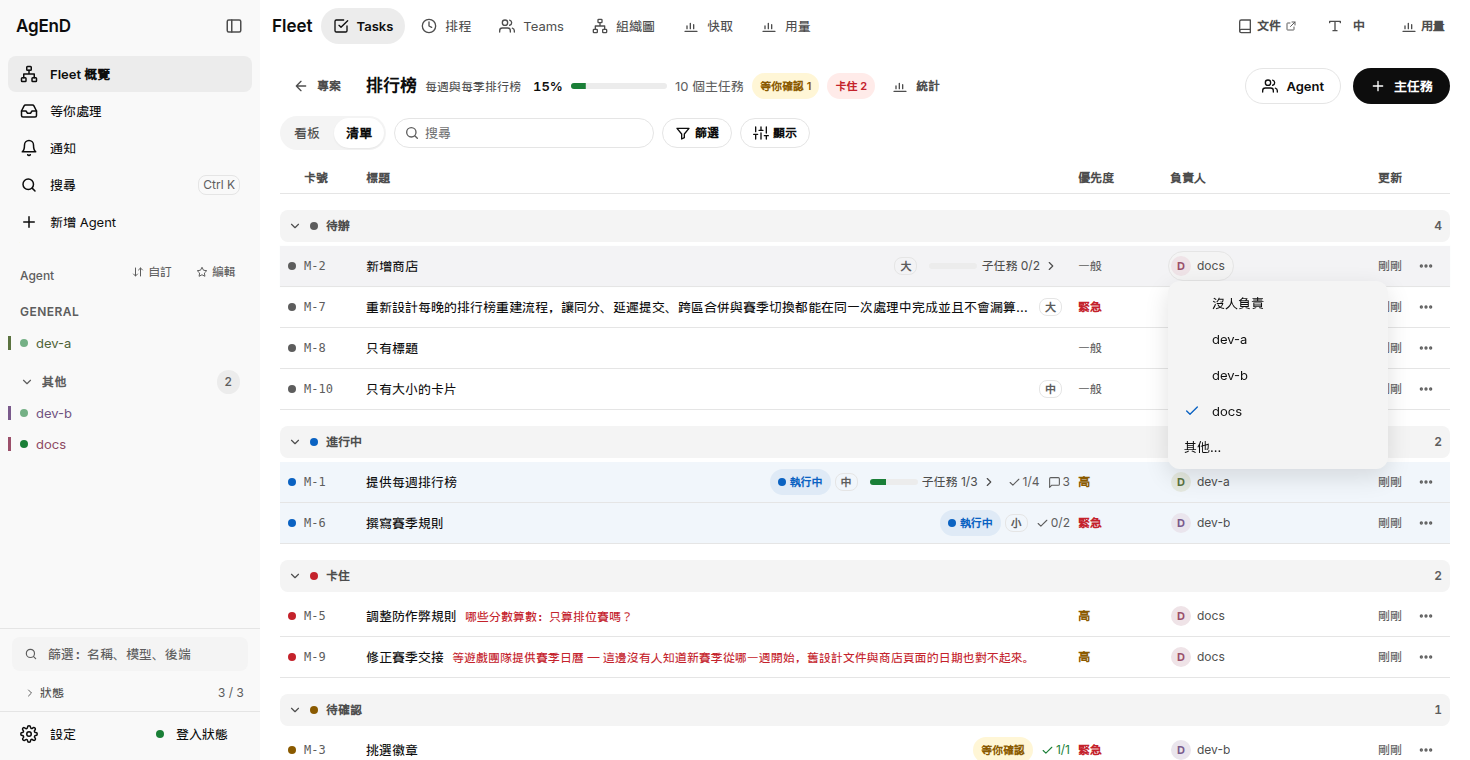 AgEnD
Fleet 概覽
等你處理
通知
搜尋 Ctrl K
新增 Agent
Agent 自訂 編輯
GENERAL
dev-a
其他 2
dev-b
docs
篩選：名稱、模型、後端
狀態 3 / 3
設定 登入狀態
Fleet Tasks 排程 Teams 組織圖 快取 用量 文件 中 用量
專案 排行榜 每週與每季排行榜 15% 10 個主任務 等你確認 1 卡住 2 統計 Agent 主任務
看板 清單 搜尋 篩選 顯示
卡號 標題 優先度 負責人 更新
待辦 4
M-2 新增商店 大 子任務 0/2 一般 D docs 剛剛
M-7 重新設計每晚的排行榜重建流程，讓同分、延遲提交、跨區合併與賽季切換都能在同一次處理中完成並且不會漏算... 大 緊急 剛
M-8 只有標題 一般 剛
M-10 只有大小的卡片 中 一般 剛
沒人負責
dev-a
dev-b
docs
其他...
進行中 2
M-1 提供每週排行榜 執行中 中 子任務 1/3 1/4 3 高 D dev-a 剛剛
M-6 撰寫賽季規則 執行中 小 0/2 緊急 D dev-b 剛剛
卡住 2
M-5 調整防作弊規則 哪些分數算數：只算排位賽嗎？ 高 D docs 剛剛
M-9 修正賽季交接 等遊戲團隊提供賽季日曆 — 這邊沒有人知道新賽季從哪一週開始，舊設計文件與商店頁面的日期也對不起來。 高 D docs 剛剛
待確認 1
M-3 挑選徽章 等你確認 1/1 緊急 D dev-b 剛剛